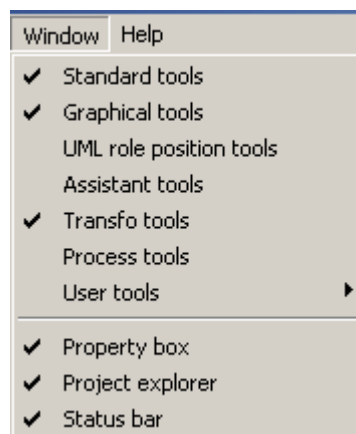 Window Help
Standard tools
Graphical tools
UML role position tools
Assistant tools
Transfo tools
Process tools
User tools
Property box
Project explorer
Status bar